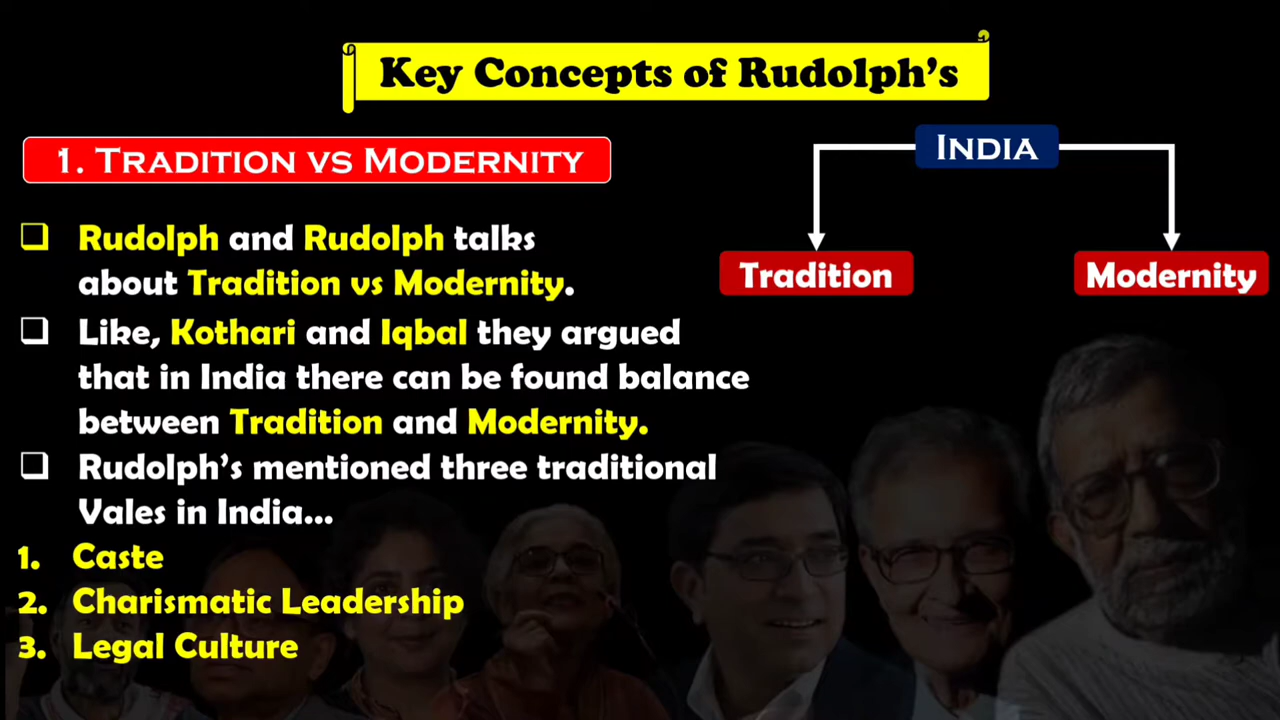 Key Concepts of Rudolph's
1. Tradition vs Modernity
India
Tradition
Modernity
Rudolph and Rudolph talks
about Tradition vs Modernity.
Like, Kothari and Iqbal they argued
that in India there can be found balance
between Tradition and Modernity.
Rudolph's mentioned three traditional
Vales in India...
1. Caste
2. Charismatic Leadership
3. Legal Culture